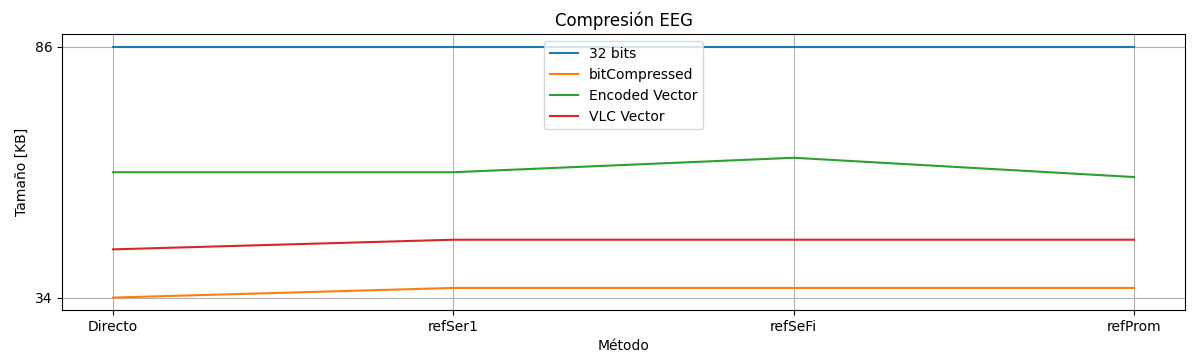 Compresión EEG
86
32 bits
bitCompressed
Encoded Vector
VLC Vector
Tamaño [KB]
34
Directo refSer1 refSeFi refProm
Método